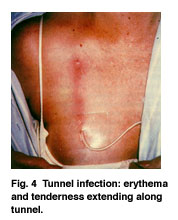 Fig. 4 Tunnel infection: erythema
and tenderness extending along
tunnel.